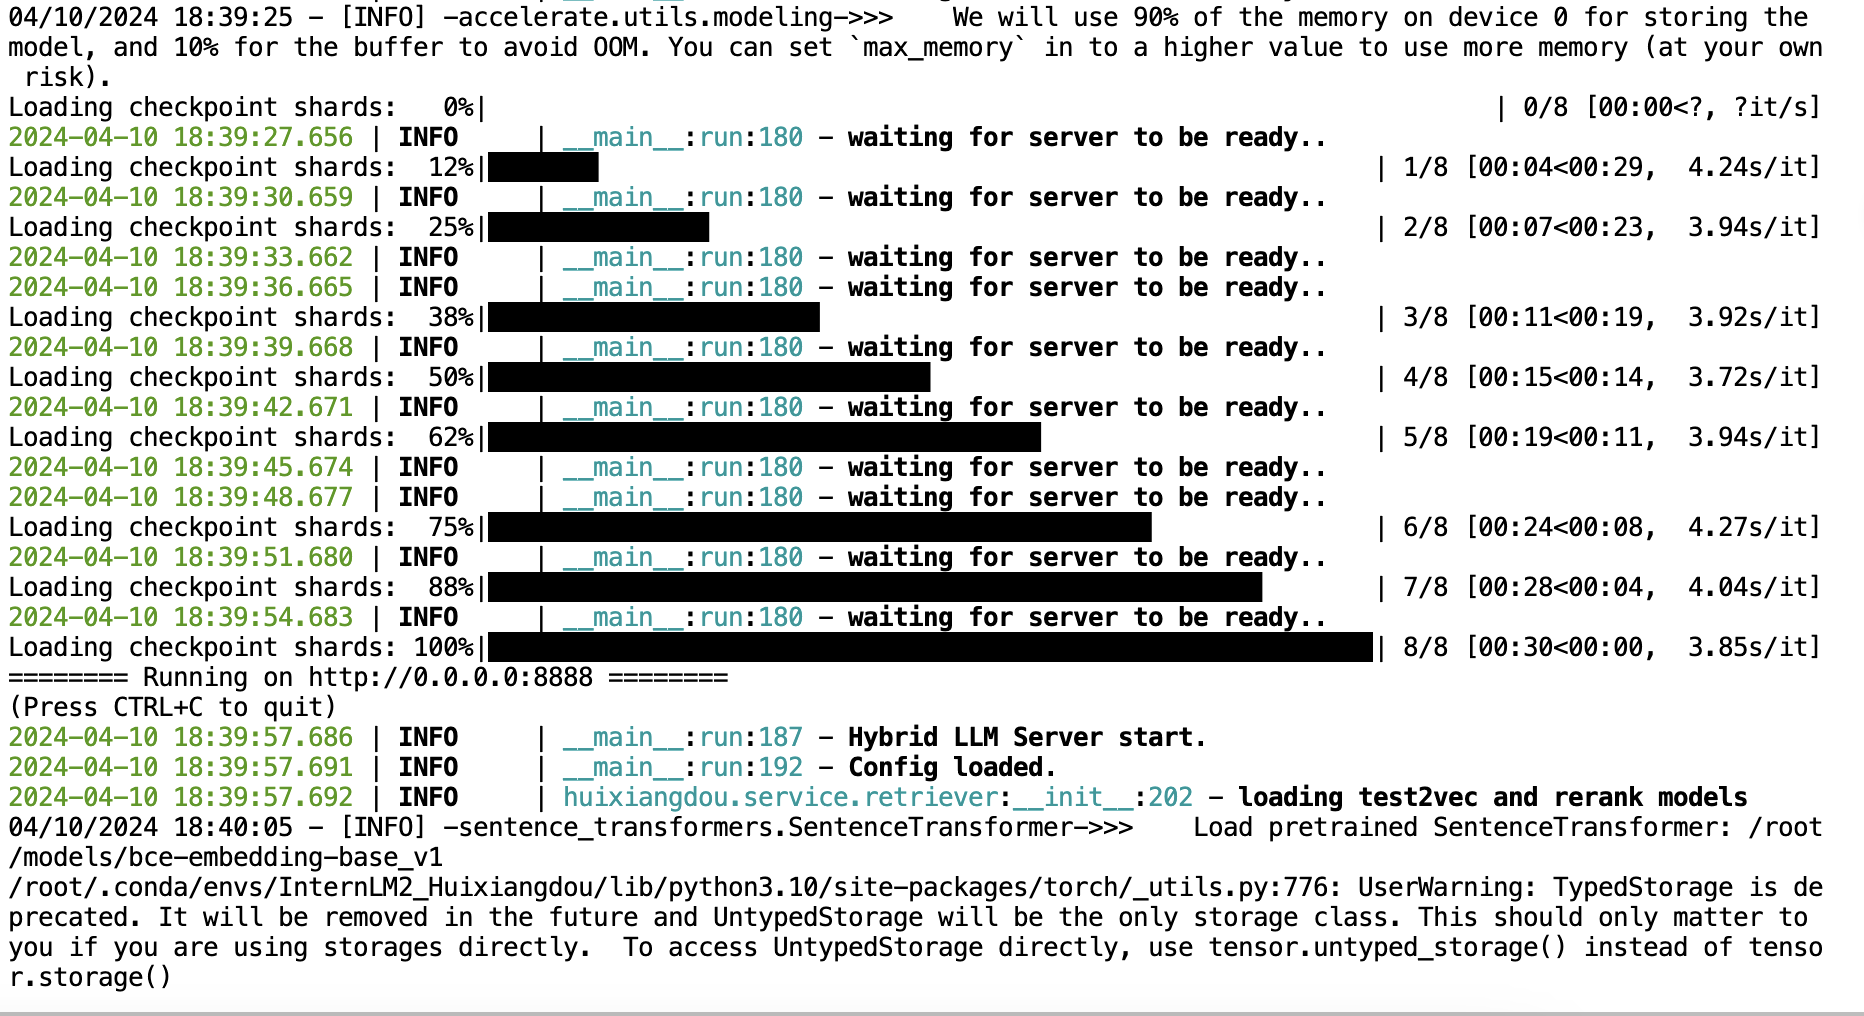 04/10/2024 18:39:25 - [INFO] -accelerate.utils.modeling->>>    We will use 90% of the memory on device 0 for storing the
model, and 10% for the buffer to avoid OOM. You can set `max_memory` in to a higher value to use more memory (at your own
 risk).
Loading checkpoint shards:   0%|                                                                   | 0/8 [00:00<?, ?it/s]
2024-04-10 18:39:27.656 | INFO     | __main__:run:180 - waiting for server to be ready..
Loading checkpoint shards:  12%|                                                           | 1/8 [00:04<00:29,  4.24s/it]
2024-04-10 18:39:30.659 | INFO     | __main__:run:180 - waiting for server to be ready..
Loading checkpoint shards:  25%|                                                           | 2/8 [00:07<00:23,  3.94s/it]
2024-04-10 18:39:33.662 | INFO     | __main__:run:180 - waiting for server to be ready..
2024-04-10 18:39:36.665 | INFO     | __main__:run:180 - waiting for server to be ready..
Loading checkpoint shards:  38%|                                                           | 3/8 [00:11<00:19,  3.92s/it]
2024-04-10 18:39:39.668 | INFO     | __main__:run:180 - waiting for server to be ready..
Loading checkpoint shards:  50%|                                                           | 4/8 [00:15<00:14,  3.72s/it]
2024-04-10 18:39:42.671 | INFO     | __main__:run:180 - waiting for server to be ready..
Loading checkpoint shards:  62%|                                                           | 5/8 [00:19<00:11,  3.94s/it]
2024-04-10 18:39:45.674 | INFO     | __main__:run:180 - waiting for server to be ready..
2024-04-10 18:39:48.677 | INFO     | __main__:run:180 - waiting for server to be ready..
Loading checkpoint shards:  75%|                                                           | 6/8 [00:24<00:08,  4.27s/it]
2024-04-10 18:39:51.680 | INFO     | __main__:run:180 - waiting for server to be ready..
Loading checkpoint shards:  88%|                                                           | 7/8 [00:28<00:04,  4.04s/it]
2024-04-10 18:39:54.683 | INFO     | __main__:run:180 - waiting for server to be ready..
Loading checkpoint shards: 100%|                                                           | 8/8 [00:30<00:00,  3.85s/it]
======== Running on http://0.0.0.0:8888 ========
(Press CTRL+C to quit)
2024-04-10 18:39:57.686 | INFO     | __main__:run:187 - Hybrid LLM Server start.
2024-04-10 18:39:57.691 | INFO     | __main__:run:192 - Config loaded.
2024-04-10 18:39:57.692 | INFO     | huixiangdou.service.retriever:__init__:202 - loading test2vec and rerank models
04/10/2024 18:40:05 - [INFO] -sentence_transformers.SentenceTransformer->>>    Load pretrained SentenceTransformer: /root
/models/bce-embedding-base_v1
/root/.conda/envs/InternLM2_Huixiangdou/lib/python3.10/site-packages/torch/_utils.py:776: UserWarning: TypedStorage is de
precated. It will be removed in the future and UntypedStorage will be the only storage class. This should only matter to
you if you are using storages directly.  To access UntypedStorage directly, use tensor.untyped_storage() instead of tenso
r.storage()